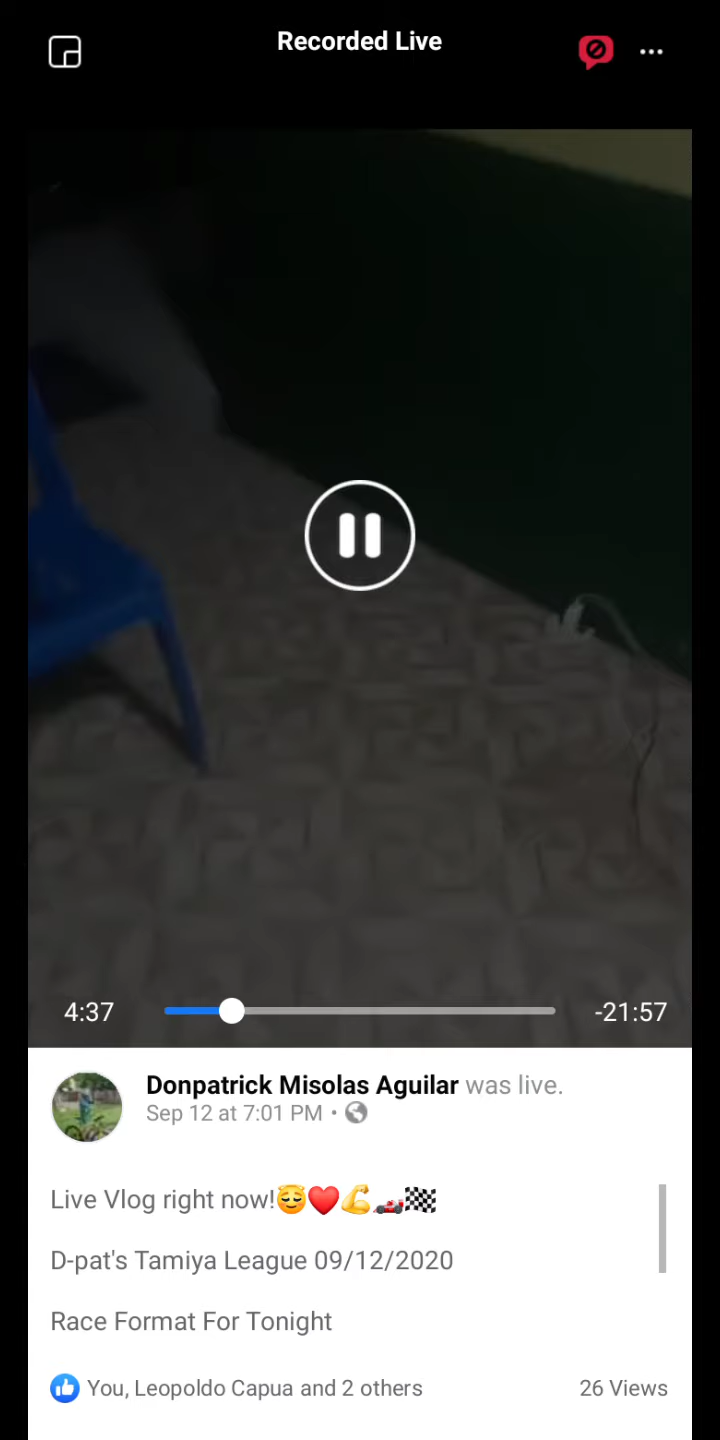 Recorded Live
4:37
-21:57
Donpatrick Misolas Aguilar was live.
Sep 12 at 7:01 PM •
Live Vlog right now!😇❤️💪🏎️🏁
D-pat's Tamiya League 09/12/2020
Race Format For Tonight
You, Leopoldo Capua and 2 others
26 Views